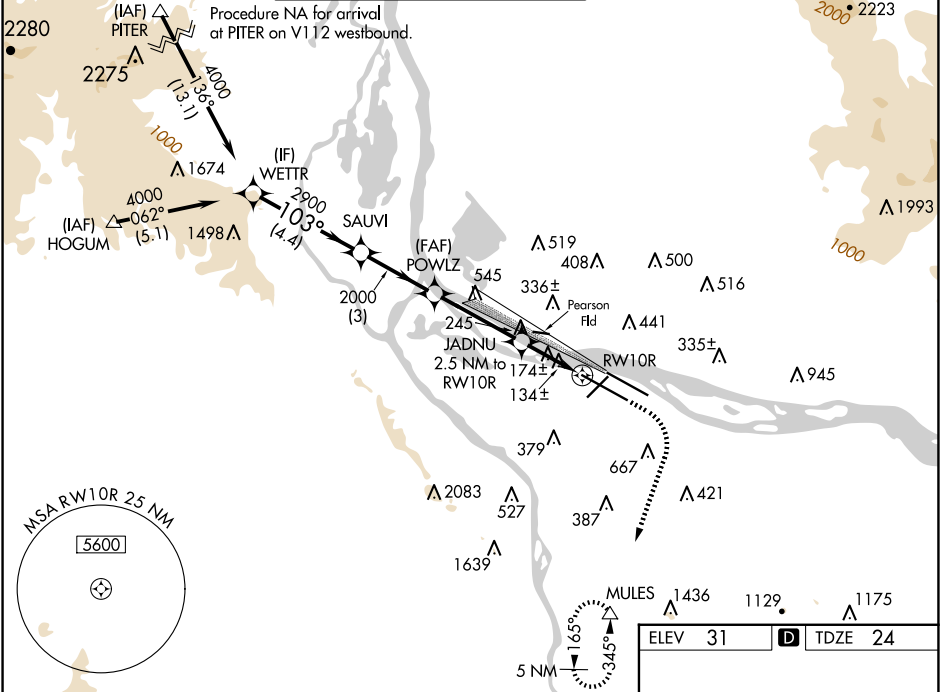 (IAF)
PITER
Procedure NA for arrival
at PITER on V112 westbound.
2280
2275
4000
136°
(13.1)
2000
2223
1000
1674
(IF)
WETTR
4000
062°
(5.1)
(IAF)
HOGUM
1498
2900
103°
(4.4)
SAUVI
(FAF)
POWLZ
2000
(3)
1993
1000
519
408
500
516
545
336±
Pearson
Fld
441
335±
245
JADNU
2.5 NM to
RW10R
174±
134±
RW10R
945
379
667
2083
527
387
421
1639
MSA RW10R 25 NM
5600
MULES
1436
1129
1175
165°
345°
5 NM
ELEV 31
D
TDZE 24